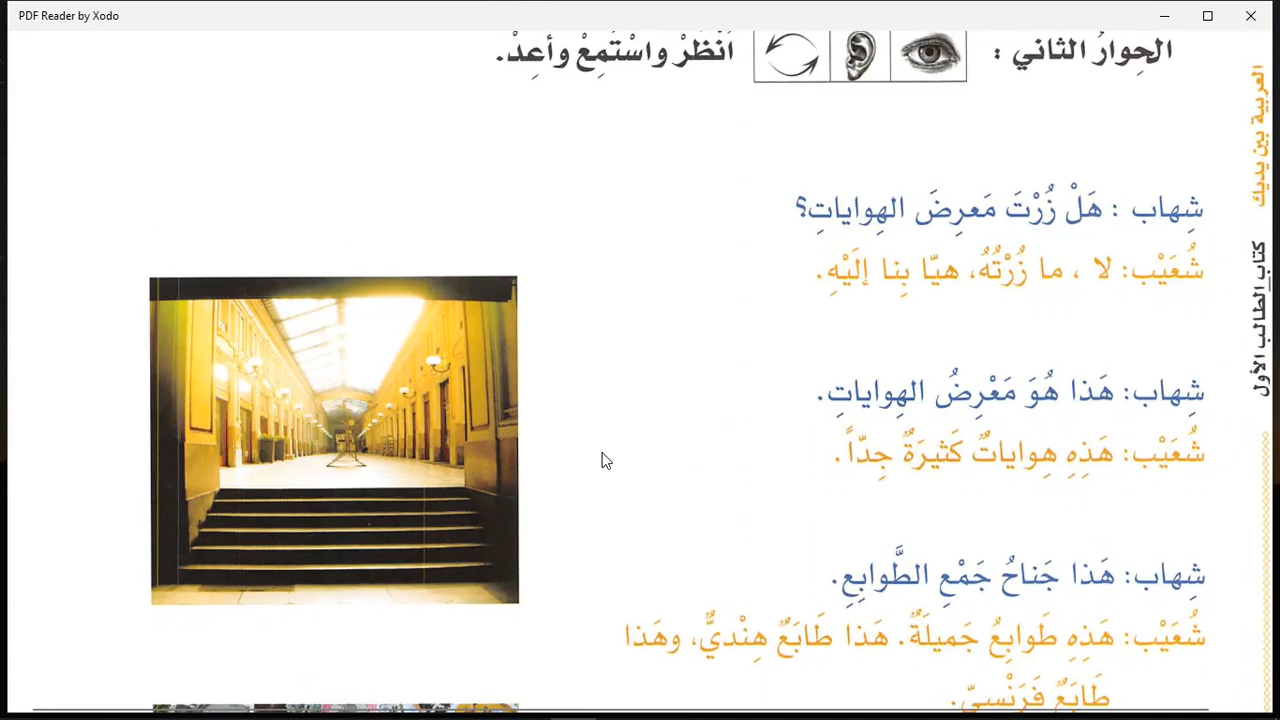 PDF Reader by Xodo
الحِوارُ الثاني : اُنْظُرْ واسْتَمِعْ وأعِدْ.
العربية بين يديك
كتاب الطالب الأول
شِهاب : هَلْ زُرْتَ مَعرِضَ الهِواياتِ؟
شُعَيْب: لا ، ما زُرْتُهُ، هيّا بِنا إلَيْهِ.
شِهاب: هَذا هُوَ مَعْرِضُ الهِواياتِ.
شُعَيْب: هَذِهِ هِواياتٌ كَثيرَةٌ جِدّاً.
شِهاب: هَذا جَناحُ جَمْعِ الطَّوابِعِ.
شُعَيْب: هَذِهِ طَوابِعُ جَميلَةٌ. هَذا طَابَعٌ هِنْديٌّ، وهَذا
طَابَعٌ فَرَنْسيّ.